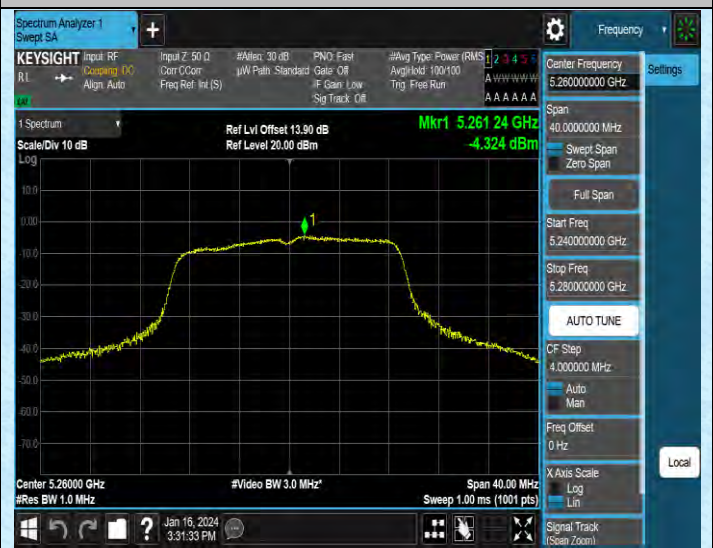 Spectrum Analyzer 1
Swept SA
+
Frequency
KEYSIGHT
RL
Input: RF
Coupling: DC
Align: Auto
Input Z: 50 Ω
Corr CCorr
Freq Ref: Int (S)
#Atten: 30 dB
µW Path: Standard
PNO: Fast
Gate: Off
IF Gain: Low
Sig Track: Off
#Avg Type: Power (RMS)
Avg|Hold: 100/100
Trig: Free Run
1 2 3 4 5 6
A W W W W W
A A A A A A
1 Spectrum
Scale/Div 10 dB
Ref Lvl Offset 13.90 dB
Ref Level 20.00 dBm
Mkr1 5.261 24 GHz
-4.324 dBm
Log
10.0
0.00
-10.0
-20.0
-30.0
-40.0
-50.0
-60.0
-70.0
1
Center 5.26000 GHz
#Res BW 1.0 MHz
#Video BW 3.0 MHz*
Span 40.00 MHz
Sweep 1.00 ms (1001 pts)
Center Frequency
5.260000000 GHz
Settings
Span
40.0000000 MHz
Swept Span
Zero Span
Full Span
Start Freq
5.240000000 GHz
Stop Freq
5.280000000 GHz
AUTO TUNE
CF Step
4.000000 MHz
Auto
Man
Freq Offset
0 Hz
X Axis Scale
Log
Lin
Signal Track
(Span Zoom)
Local
?
Jan 16, 2024
3:31:33 PM